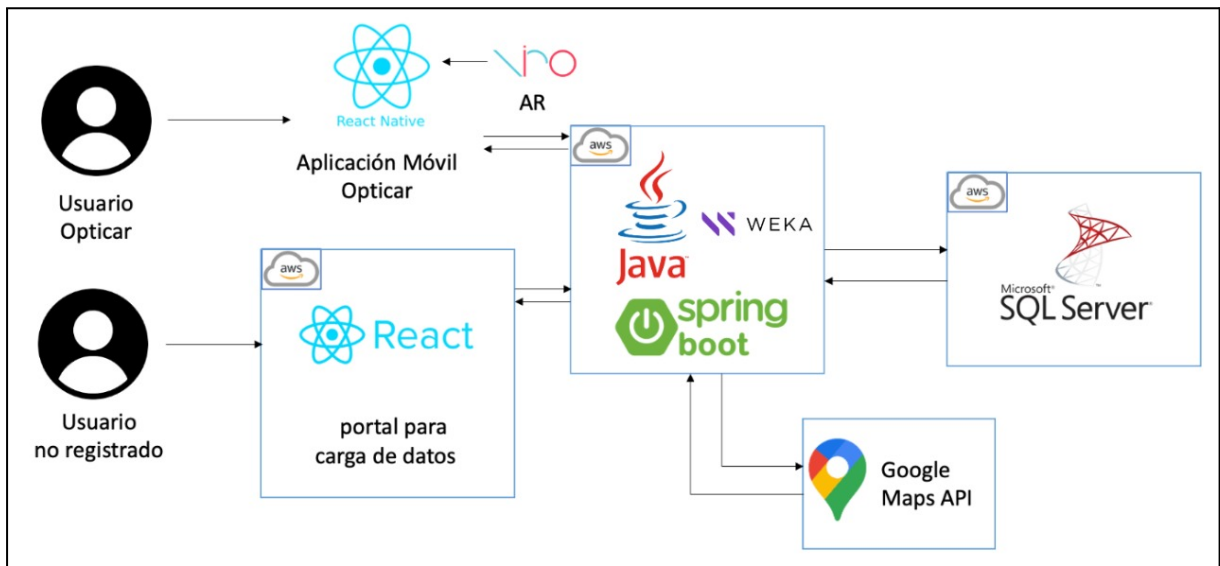 React Native
Viro
AR
Usuario
Opticar
Aplicación Móvil
Opticar
aws
Java
WEKA
spring
boot
aws
Microsoft
SQL Server
aws
React
portal para
carga de datos
Usuario
no registrado
Google
Maps API